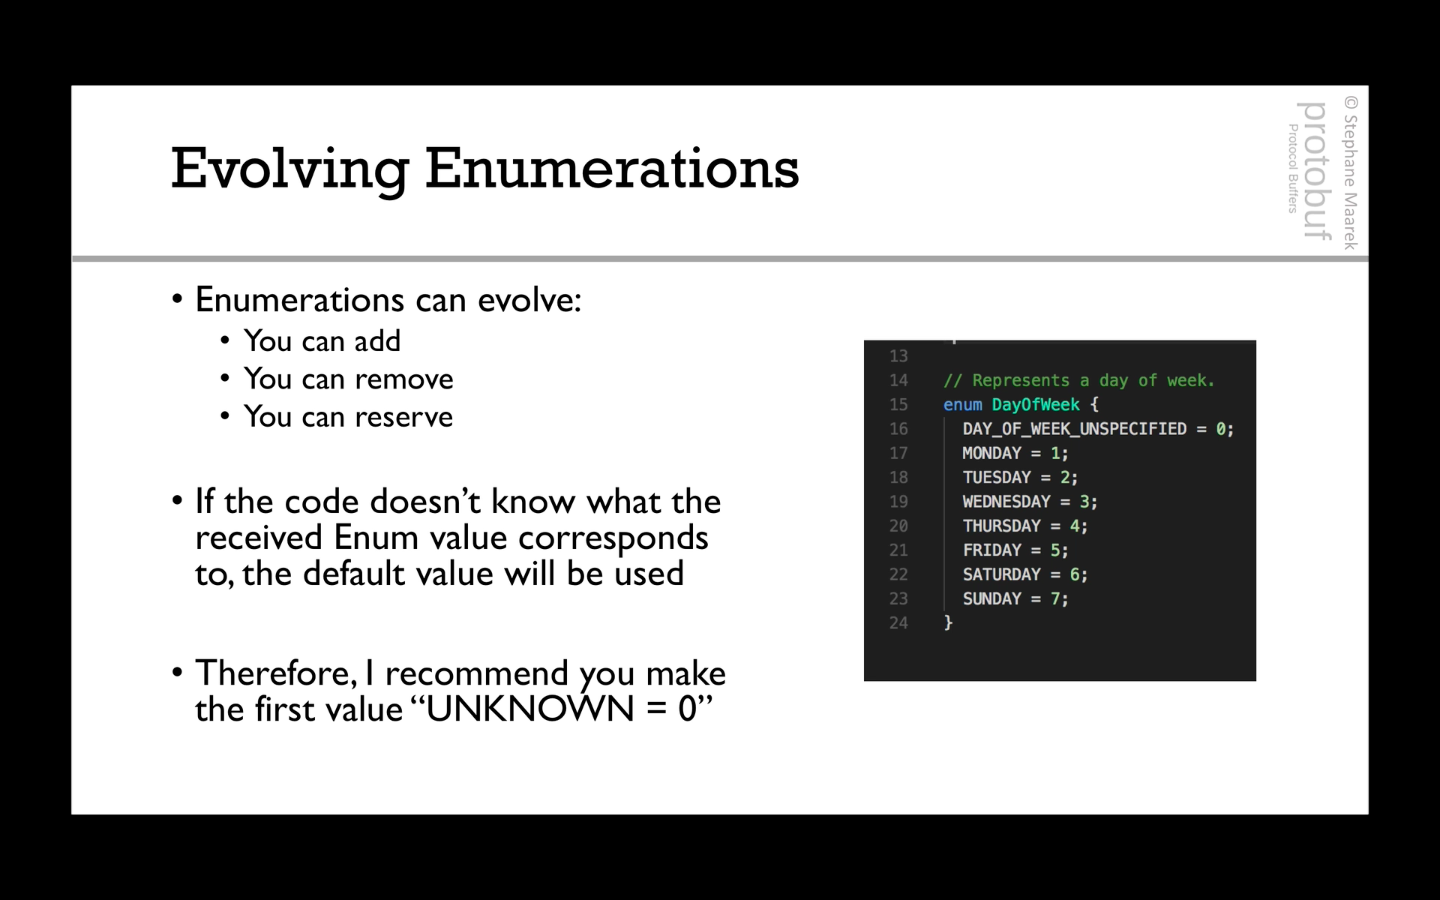 Evolving Enumerations
© Stephane Maarek
protobuf
Protocol Buffers
• Enumerations can evolve:
• You can add
• You can remove
• You can reserve
• If the code doesn’t know what the
received Enum value corresponds
to, the default value will be used
• Therefore, I recommend you make
the first value “UNKNOWN = 0”
13
14 // Represents a day of week.
15 enum DayOfWeek {
16 DAY_OF_WEEK_UNSPECIFIED = 0;
17 MONDAY = 1;
18 TUESDAY = 2;
19 WEDNESDAY = 3;
20 THURSDAY = 4;
21 FRIDAY = 5;
22 SATURDAY = 6;
23 SUNDAY = 7;
24 }